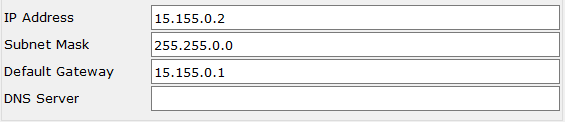 IP Address 15.155.0.2
Subnet Mask 255.255.0.0
Default Gateway 15.155.0.1
DNS Server